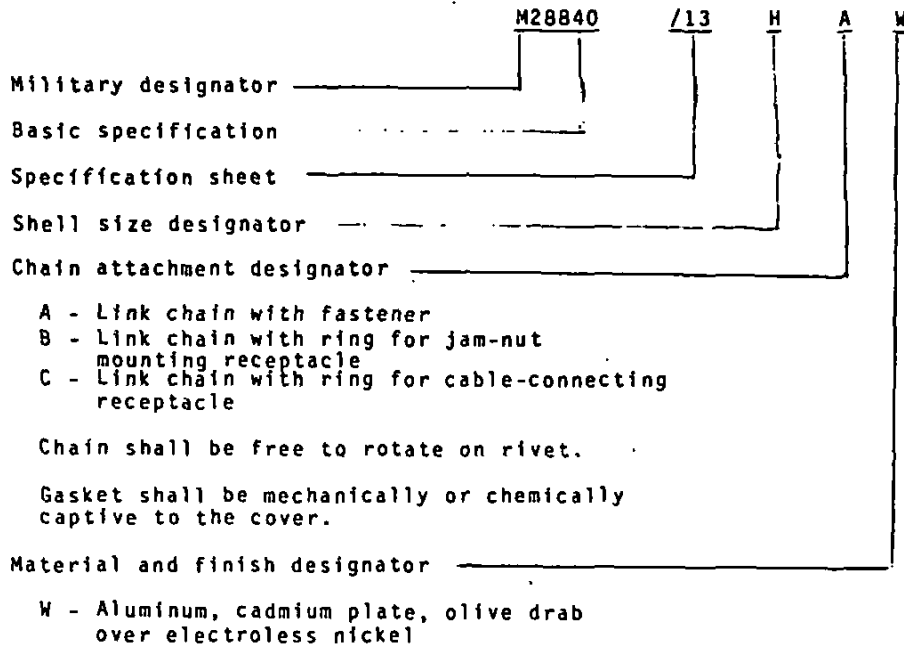 M28840 /13 H A W
Military designator
Basic specification
Specification sheet
Shell size designator
Chain attachment designator
A - Link chain with fastener
B - Link chain with ring for jam-nut
mounting receptacle
C - Link chain with ring for cable-connecting
receptacle
Chain shall be free to rotate on rivet.
Gasket shall be mechanically or chemically
captive to the cover.
Material and finish designator
W - Aluminum, cadmium plate, olive drab
over electroless nickel